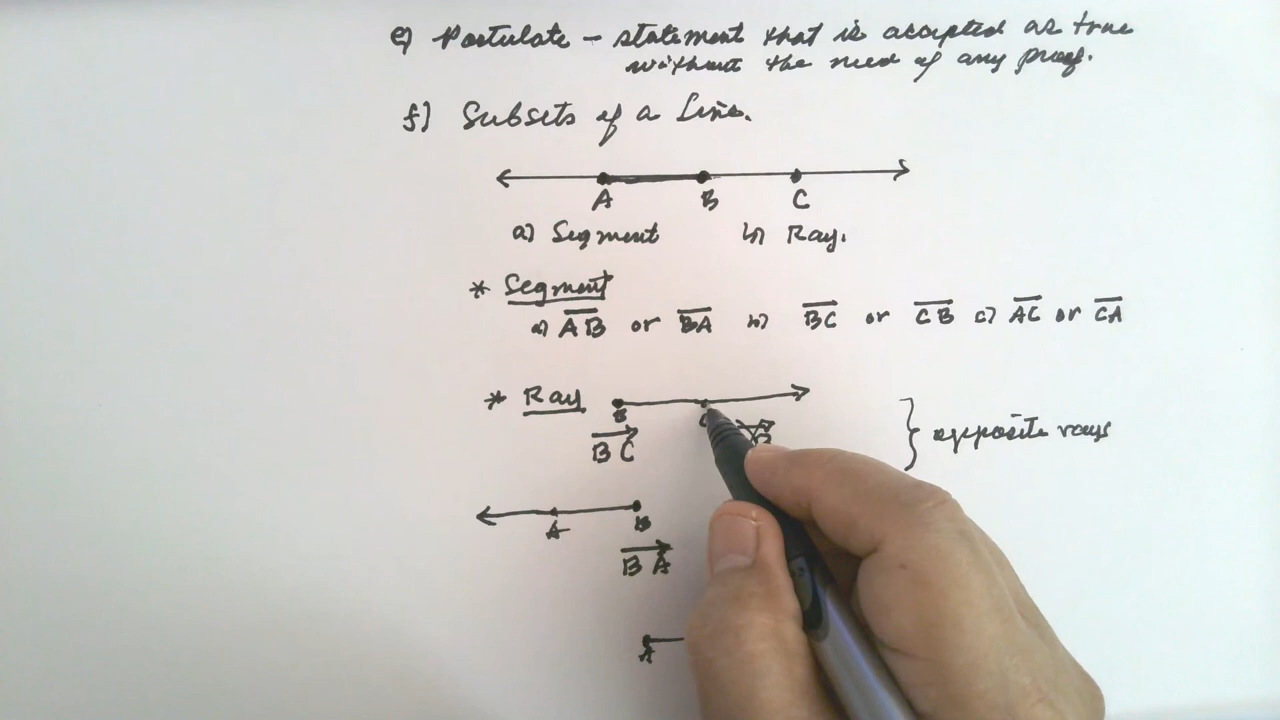 e) Postulate – statement that is accepted as true
without the need of any proof.
f) Subsets of a Line.
A B C
a) Segment b) Ray.
* Segment
a) AB or BA b) BC or CB c) AC or CA
* Ray
B C
BC
} opposite rays
A B
BA
A